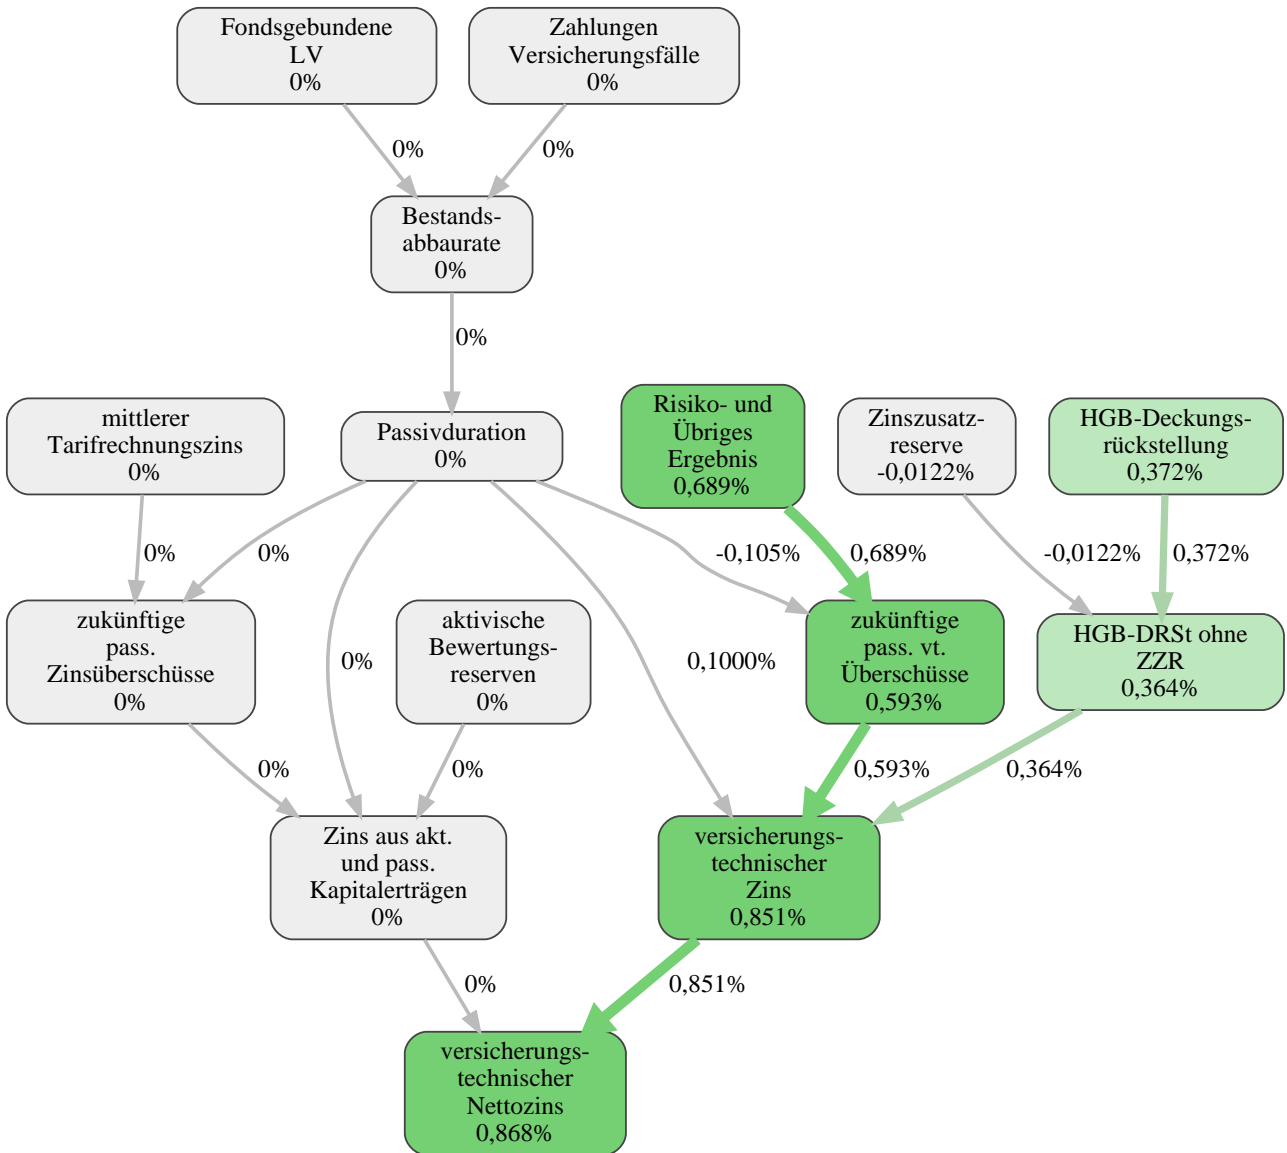 Fondsgebundene
LV
0%
Zahlungen
Versicherungsfälle
0%
0%
0%
Bestands-
abbaurate
0%
0%
mittlerer
Tarifrechnungszins
0%
Passivduration
0%
Risiko- und
Übriges
Ergebnis
0,689%
Zinszusatz-
reserve
-0,0122%
HGB-Deckungs-
rückstellung
0,372%
0%
0%
-0,105%
0,689%
-0,0122%
0,372%
zukünftige
pass.
Zinsüberschüsse
0%
0%
aktivische
Bewertungs-
reserven
0%
0,1000%
zukünftige
pass. vt.
Überschüsse
0,593%
HGB-DRSt ohne
ZZR
0,364%
0%
0%
0,593%
0,364%
Zins aus akt.
und pass.
Kapitalerträgen
0%
versicherungs-
technischer
Zins
0,851%
0%
0,851%
versicherungs-
technischer
Nettozins
0,868%